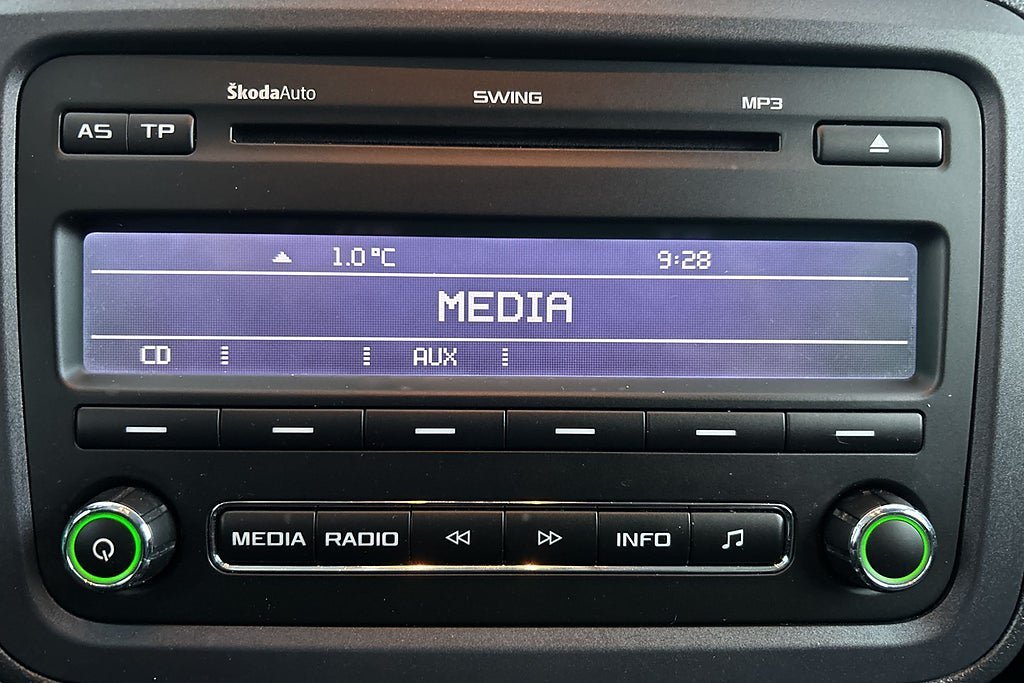 ŠkodaAuto SWING MP3
AS TP
1.0 °C 9:28
MEDIA
CD AUX
MEDIA RADIO INFO